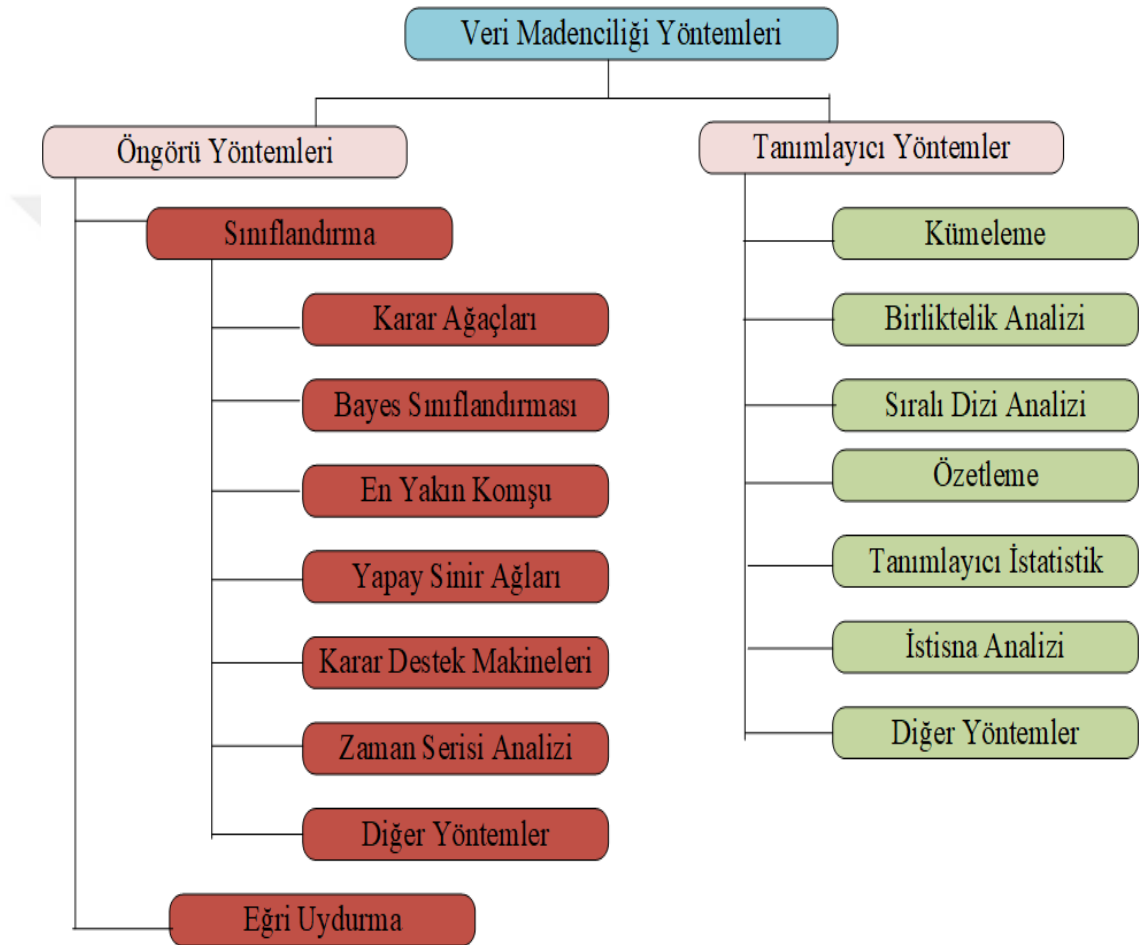 Veri Madenciliği Yöntemleri
Öngörü Yöntemleri
Sınıflandırma
Karar Ağaçları
Bayes Sınıflandırması
En Yakın Komşu
Yapay Sinir Ağları
Karar Destek Makineleri
Zaman Serisi Analizi
Diğer Yöntemler
Eğri Uydurma
Tanımlayıcı Yöntemler
Kümeleme
Birliktelik Analizi
Sıralı Dizi Analizi
Özetleme
Tanımlayıcı İstatistik
İstisna Analizi
Diğer Yöntemler